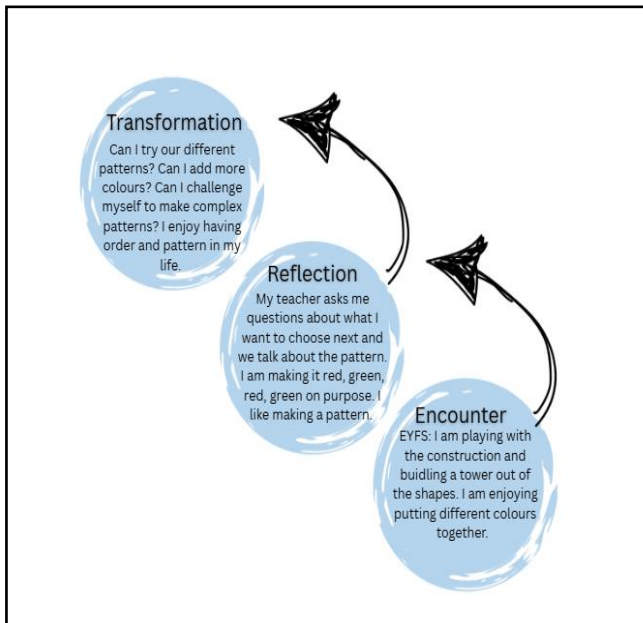 Transformation
Can I try our different
patterns? Can I add more
colours? Can I challenge
myself to make complex
patterns? I enjoy having
order and pattern in my
life.
Reflection
My teacher asks me
questions about what I
want to choose next and
we talk about the pattern.
I am making it red, green,
red, green on purpose. I
like making a pattern.
Encounter
EYFS: I am playing with
the construction and
buidling a tower out of
the shapes. I am enjoying
putting different colours
together.